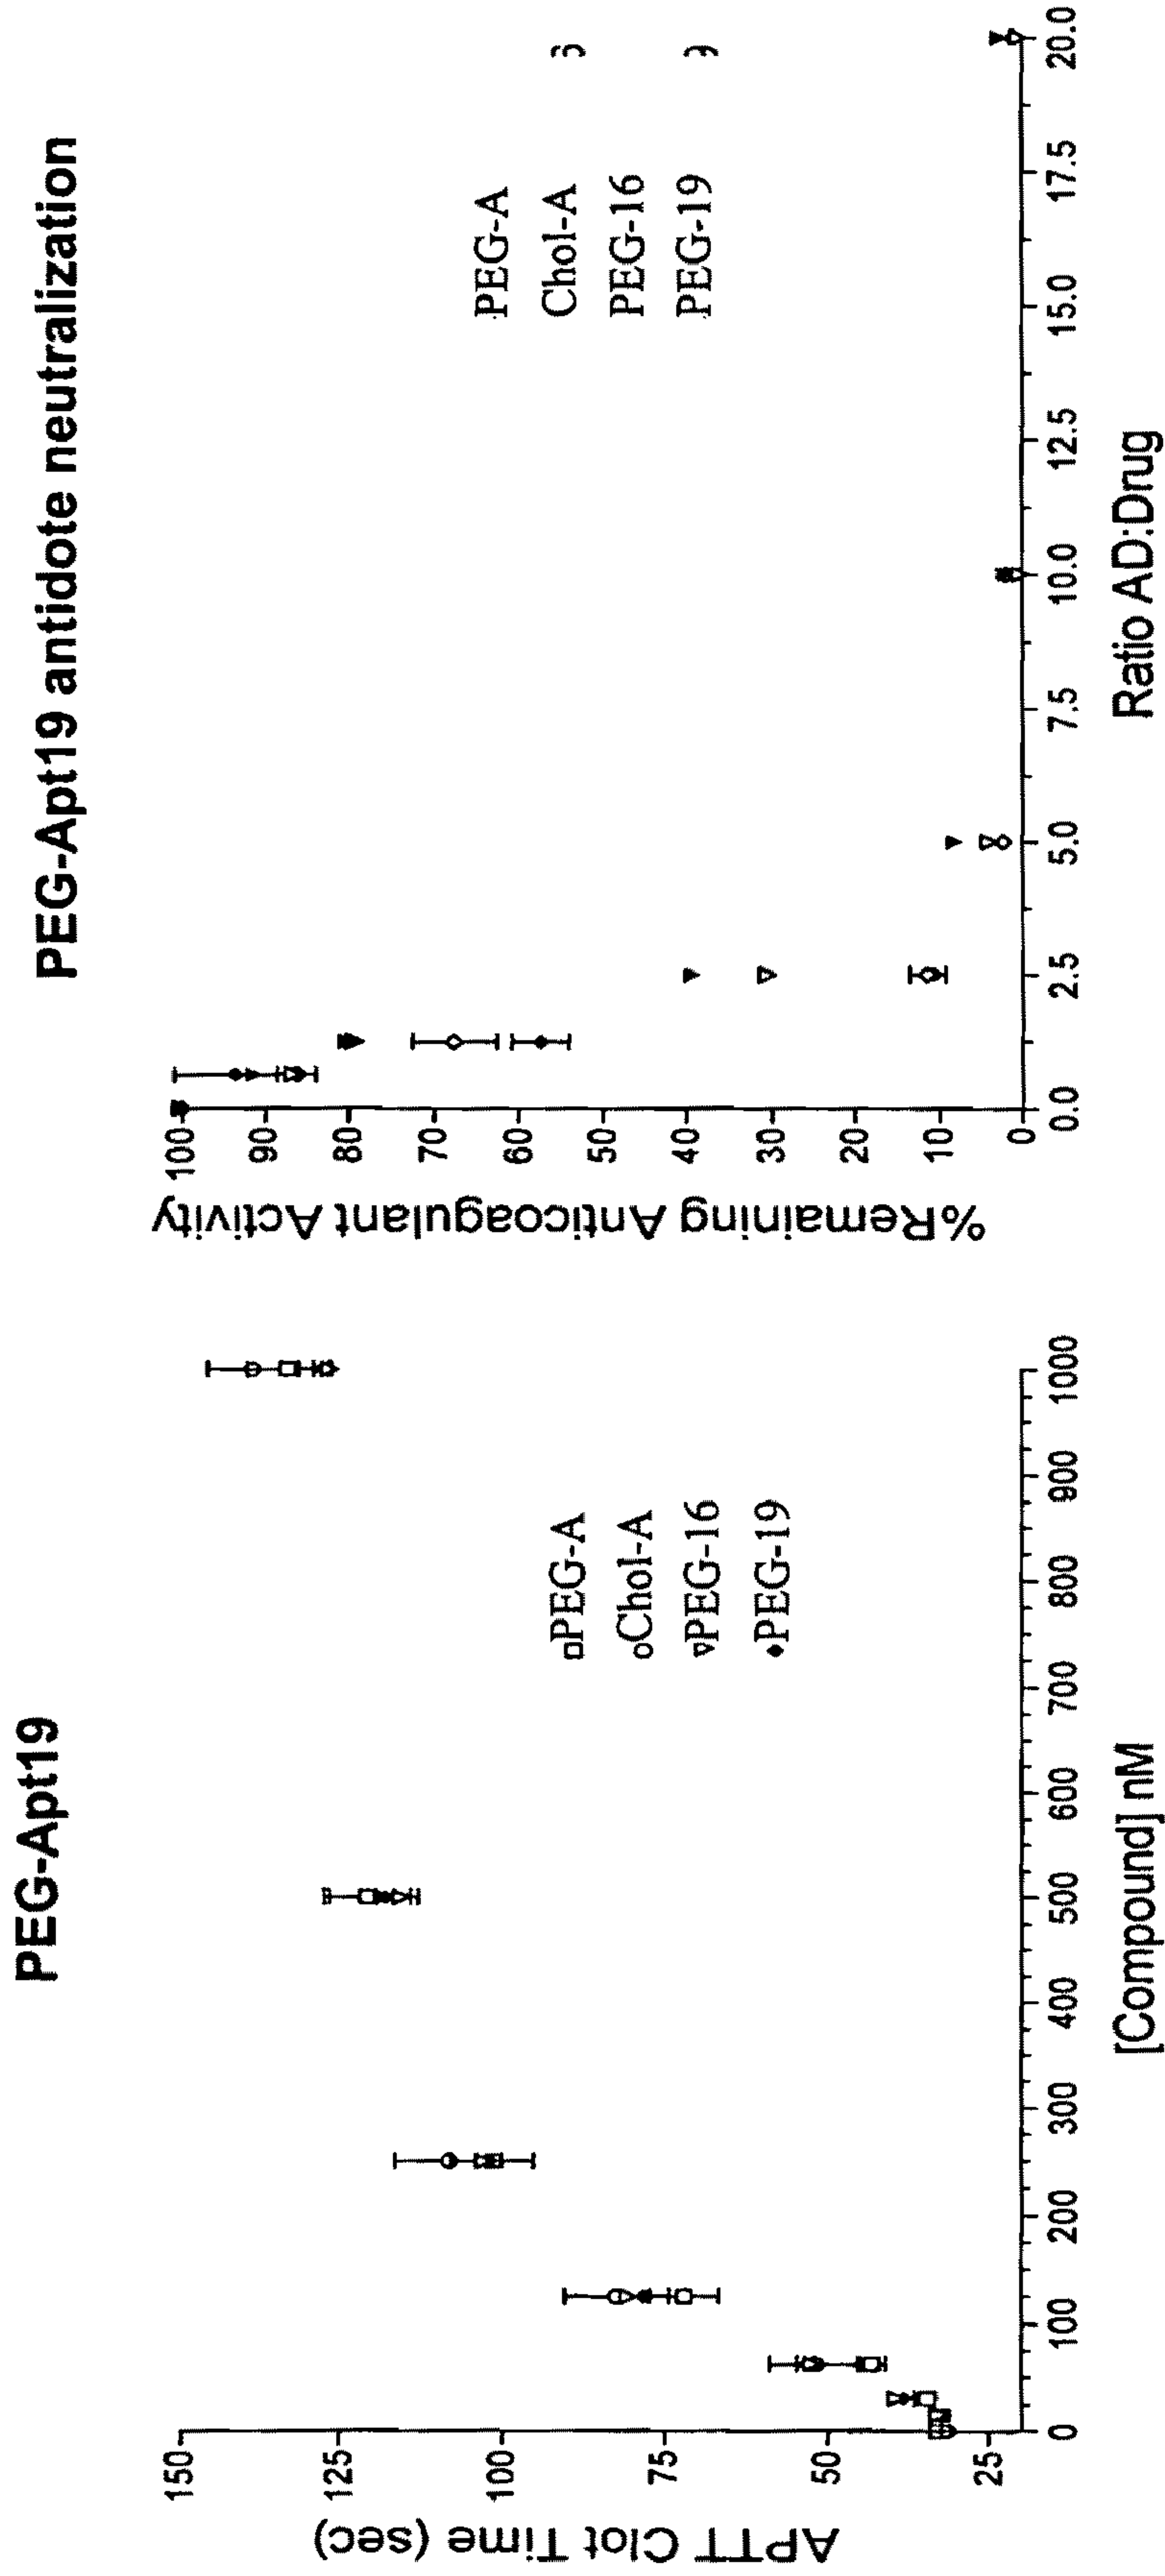 PEG-Apt19
APTT Clot Time (sec)
150
125
100
75
50
25
0
100
200
300
400
500
600
700
800
900
1000
[Compound] nM
PEG-A
Chol-A
PEG-16
PEG-19
PEG-Apt19 antidote neutralization
%Remaining Anticoagulant Activity
100
90
80
70
60
50
40
30
20
10
0
0.0
2.5
5.0
7.5
10.0
12.5
15.0
17.5
20.0
Ratio AD:Drug
PEG-A
Chol-A
PEG-16
PEG-19